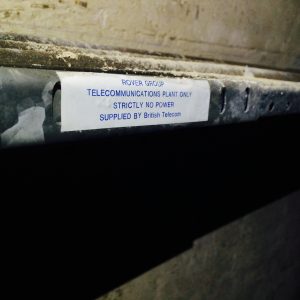 ROVER GROUP
TELECOMMUNICATIONS PLANT ONLY
STRICTLY NO POWER
SUPPLIED BY British Telecom